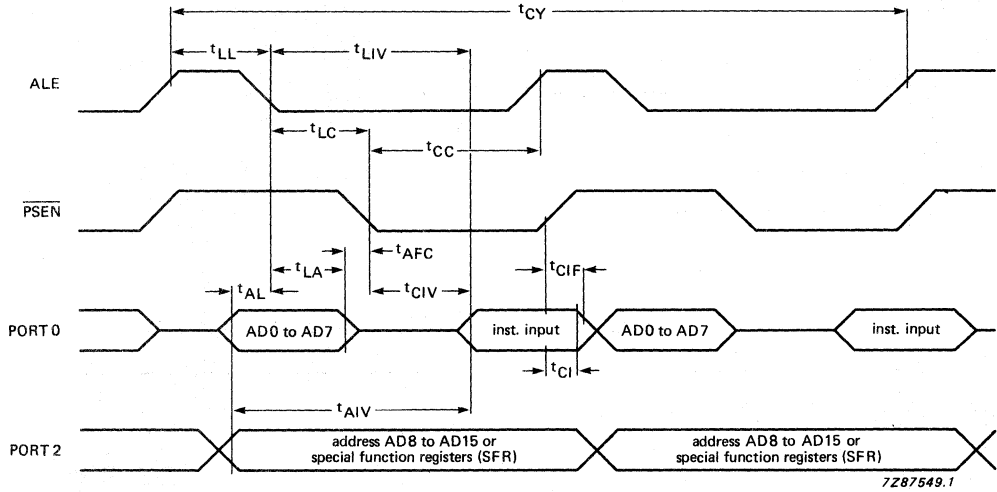 tCY
tLL
tLIV
ALE
tLC
tCC
PSEN
tAFC
tLA
tCIF
tAL
tCIV
PORT 0
AD0 to AD7
inst. input
AD0 to AD7
inst. input
tCI
tAIV
PORT 2
address AD8 to AD15 or
special function registers (SFR)
address AD8 to AD15 or
special function registers (SFR)
7Z87549.1